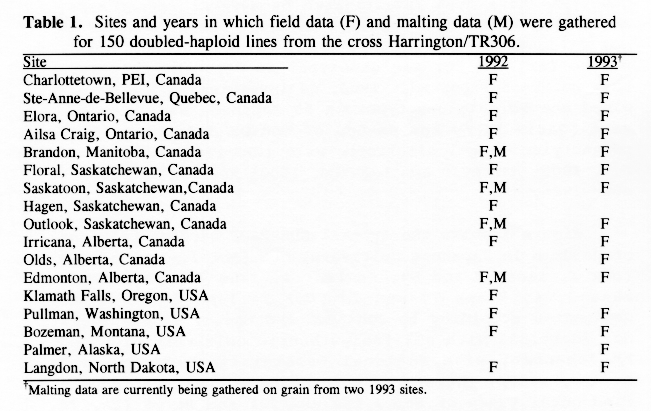 Table 1. Sites and years in which field data (F) and malting data (M) were gathered
for 150 doubled-haploid lines from the cross Harrington/TR306.
Site 1992 1993†
Charlottetown, PEI, Canada F F
Ste-Anne-de-Bellevue, Quebec, Canada F F
Elora, Ontario, Canada F F
Ailsa Craig, Ontario, Canada F F
Brandon, Manitoba, Canada F,M F
Floral, Saskatchewan, Canada F F
Saskatoon, Saskatchewan,Canada F,M F
Hagen, Saskatchewan, Canada F
Outlook, Saskatchewan, Canada F,M F
Irricana, Alberta, Canada F F
Olds, Alberta, Canada F
Edmonton, Alberta, Canada F,M F
Klamath Falls, Oregon, USA F
Pullman, Washington, USA F F
Bozeman, Montana, USA F F
Palmer, Alaska, USA F
Langdon, North Dakota, USA F F
†Malting data are currently being gathered on grain from two 1993 sites.